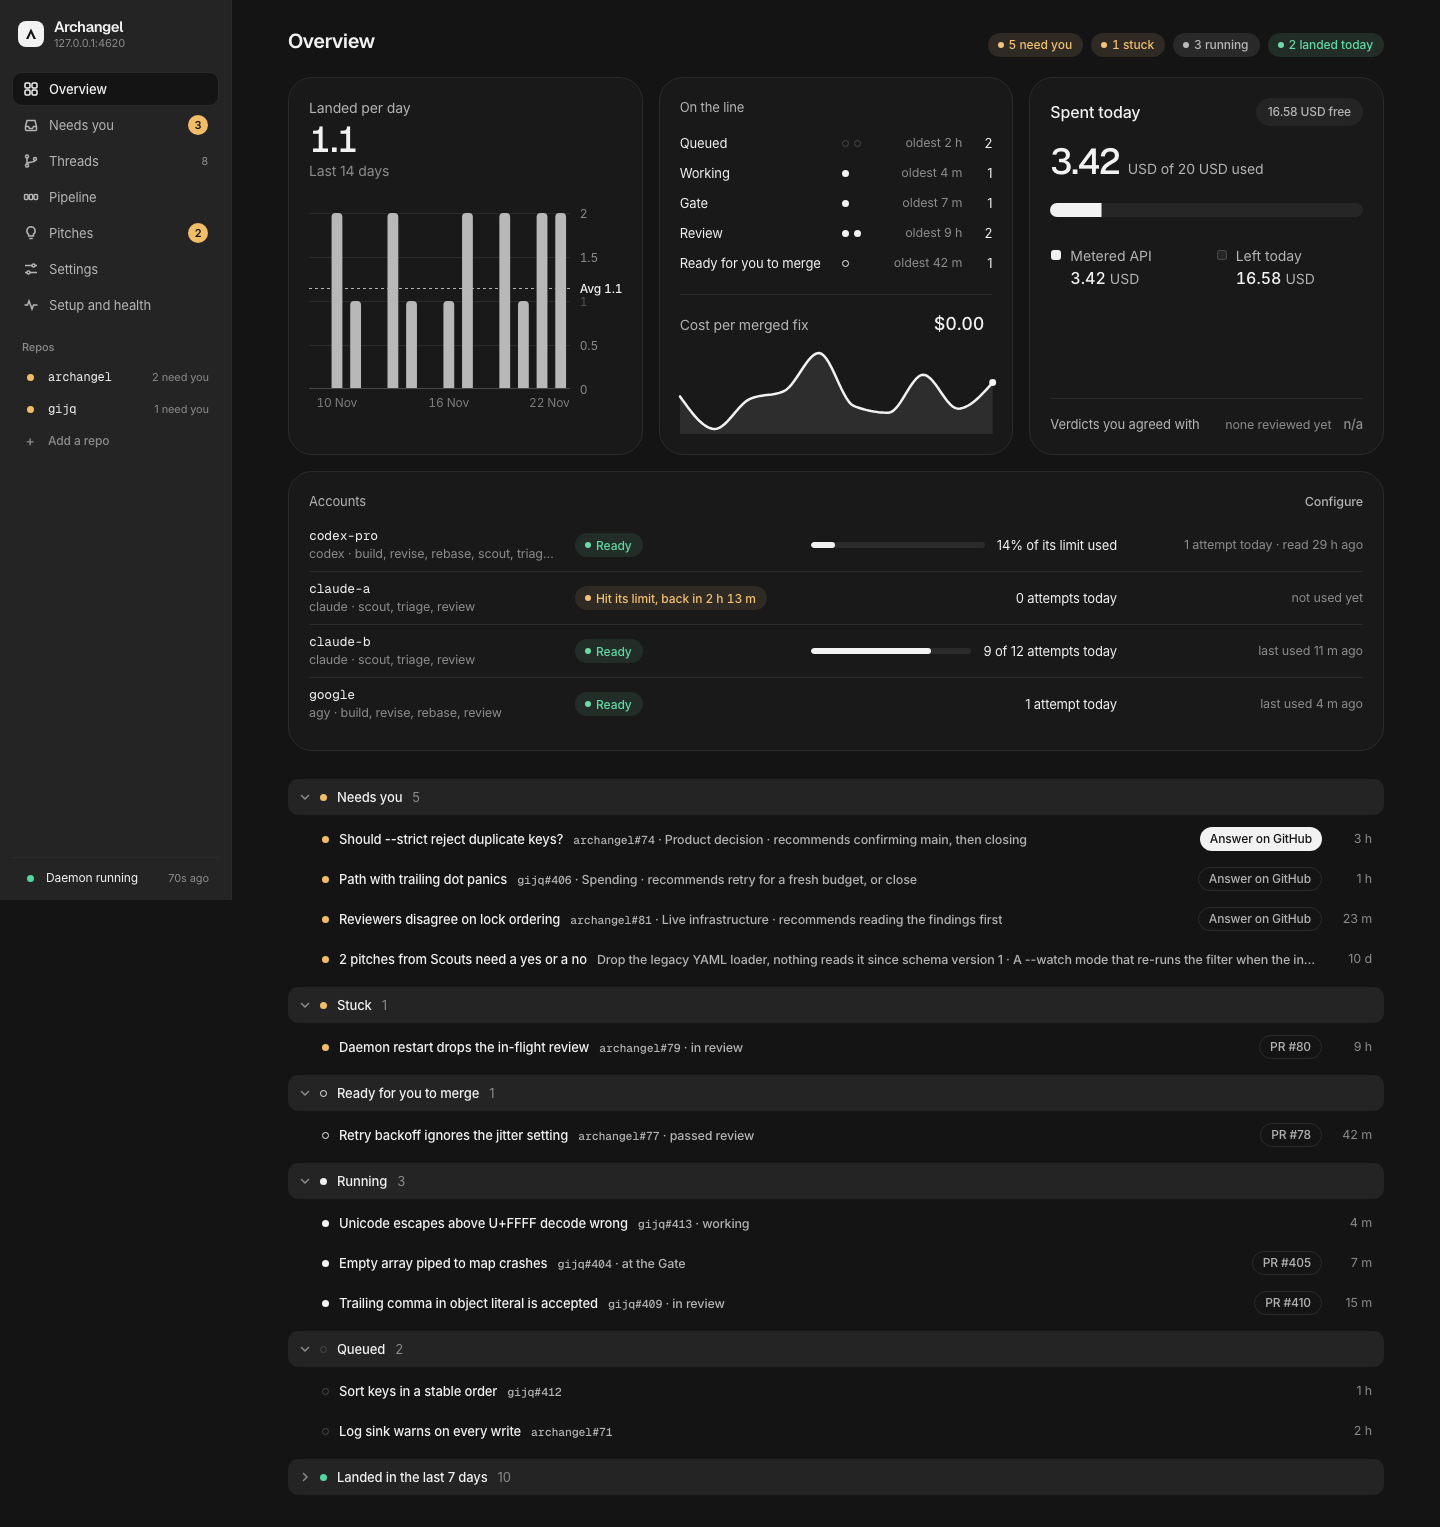 Archangel
127.0.0.1:4620
Overview
Needs you 3
Threads 8
Pipeline
Pitches 2
Settings
Setup and health
Repos
archangel 2 need you
gijq 1 need you
+ Add a repo
Daemon running 70s ago
Overview
5 need you 1 stuck 3 running 2 landed today
Landed per day
1.1
Last 14 days
2
1.5
Avg 1.1
1
0.5
0
10 Nov 16 Nov 22 Nov
On the line
Queued oldest 2 h 2
Working oldest 4 m 1
Gate oldest 7 m 1
Review oldest 9 h 2
Ready for you to merge oldest 42 m 1
Cost per merged fix $0.00
Spent today 16.58 USD free
3.42 USD of 20 USD used
Metered API Left today
3.42 USD 16.58 USD
Verdicts you agreed with none reviewed yet n/a
Accounts Configure
codex-pro
codex · build, revise, rebase, scout, triag...
Ready 14% of its limit used 1 attempt today · read 29 h ago
claude-a
claude · scout, triage, review
Hit its limit, back in 2 h 13 m 0 attempts today not used yet
claude-b
claude · scout, triage, review
Ready 9 of 12 attempts today last used 11 m ago
google
agy · build, revise, rebase, review
Ready 1 attempt today last used 4 m ago
Needs you 5
Should --strict reject duplicate keys? archangel#74 · Product decision · recommends confirming main, then closing Answer on GitHub 3 h
Path with trailing dot panics gijq#406 · Spending · recommends retry for a fresh budget, or close Answer on GitHub 1 h
Reviewers disagree on lock ordering archangel#81 · Live infrastructure · recommends reading the findings first Answer on GitHub 23 m
2 pitches from Scouts need a yes or a no Drop the legacy YAML loader, nothing reads it since schema version 1 · A --watch mode that re-runs the filter when the in... 10 d
Stuck 1
Daemon restart drops the in-flight review archangel#79 · in review PR #80 9 h
Ready for you to merge 1
Retry backoff ignores the jitter setting archangel#77 · passed review PR #78 42 m
Running 3
Unicode escapes above U+FFFF decode wrong gijq#413 · working 4 m
Empty array piped to map crashes gijq#404 · at the Gate PR #405 7 m
Trailing comma in object literal is accepted gijq#409 · in review PR #410 15 m
Queued 2
Sort keys in a stable order gijq#412 1 h
Log sink warns on every write archangel#71 2 h
Landed in the last 7 days 10